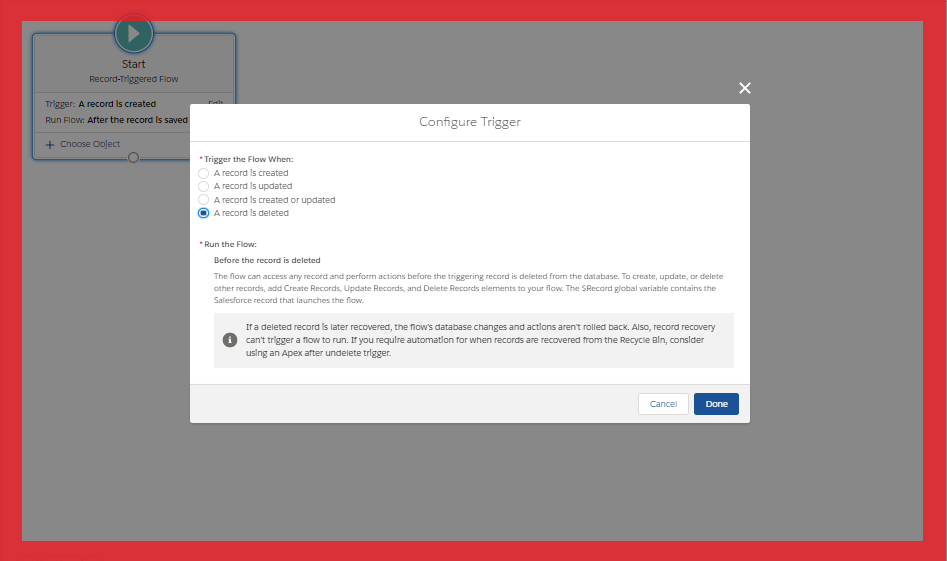 Start
Record-Triggered Flow
Trigger: A record is created
Edit
Run Flow: After the record is saved
+ Choose Object
Configure Trigger
* Trigger the Flow When:
A record is created
A record is updated
A record is created or updated
A record is deleted
* Run the Flow:
Before the record is deleted
The flow can access any record and perform actions before the triggering record is deleted from the database. To create, update, or delete
other records, add Create Records, Update Records, and Delete Records elements to your flow. The $Record global variable contains the
Salesforce record that launches the flow.
If a deleted record is later recovered, the flow's database changes and actions aren't rolled back. Also, record recovery
can't trigger a flow to run. If you require automation for when records are recovered from the Recycle Bin, consider
using an Apex after undelete trigger.
Cancel
Done